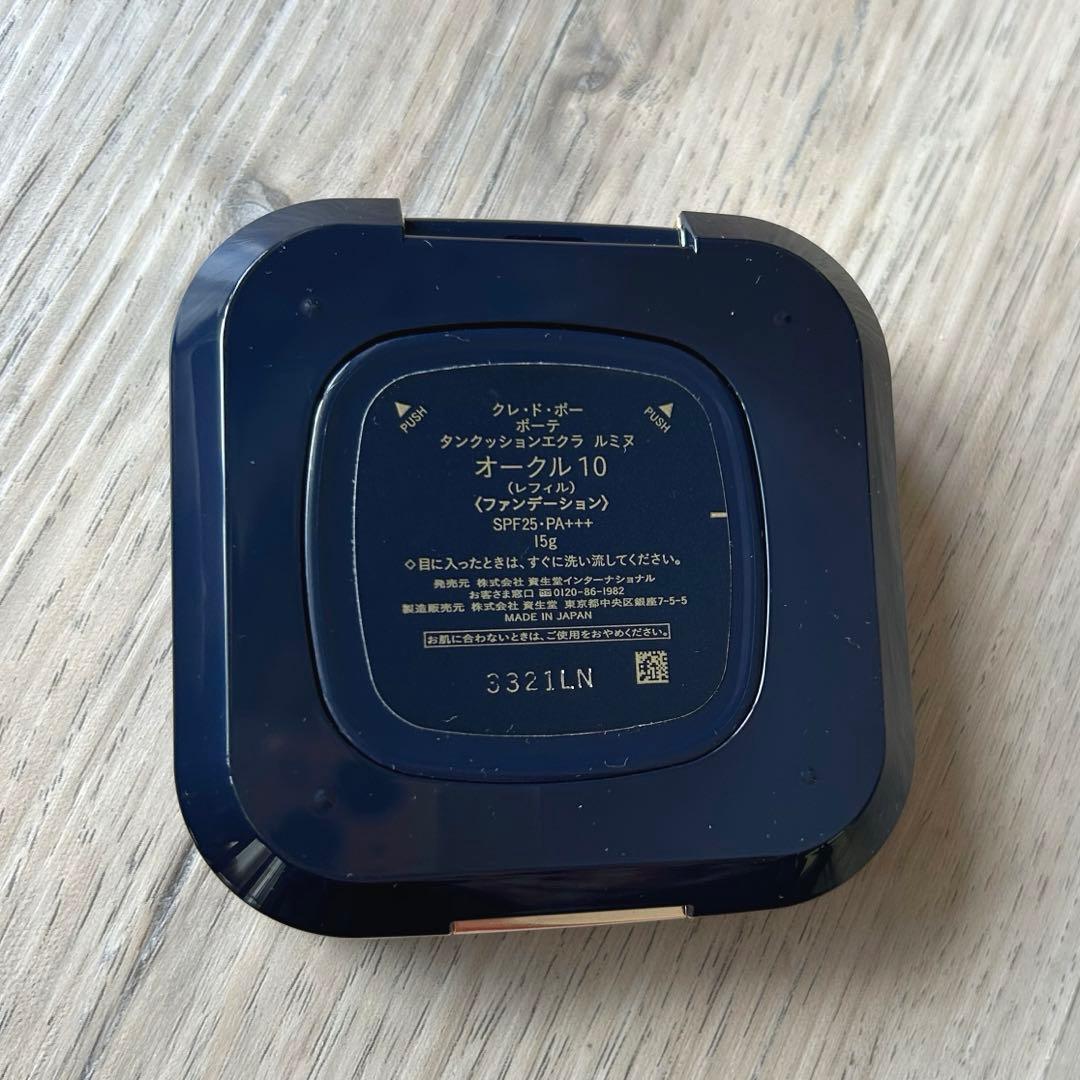 PUSH
PUSH
クレ・ド・ポー
ボーテ
タンクッションエクラ ルミヌ
オークル10
(レフィル)
〈ファンデーション〉
SPF25・PA+++
15g
◇目に入ったときは、すぐに洗い流してください。
発売元 株式会社 資生堂インターナショナル
お客さま窓口 0120-86-1982
製造販売元 株式会社 資生堂 東京都中央区銀座7-5-5
MADE IN JAPAN
お肌に合わないときは、ご使用をおやめください。
3321LN